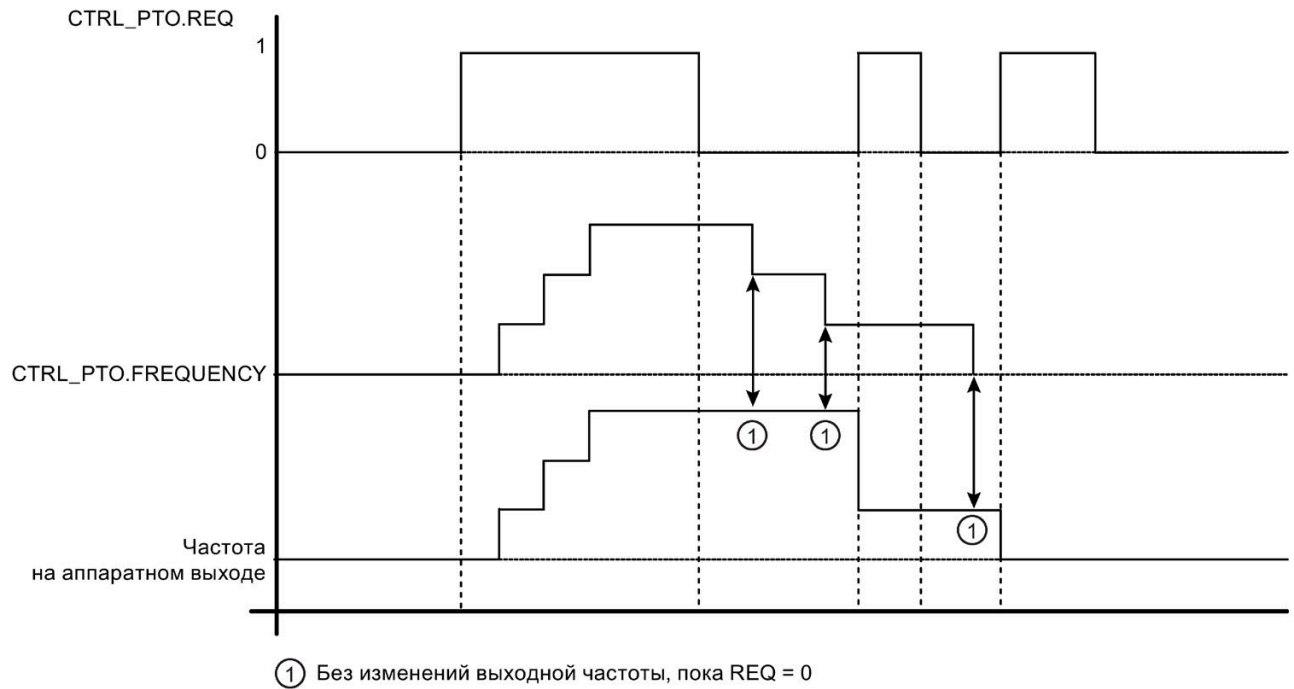 CTRL_PTO.REQ
1
0
CTRL_PTO.FREQUENCY
1
1
1
Частота
на аппаратном выходе
1 Без изменений выходной частоты, пока REQ = 0